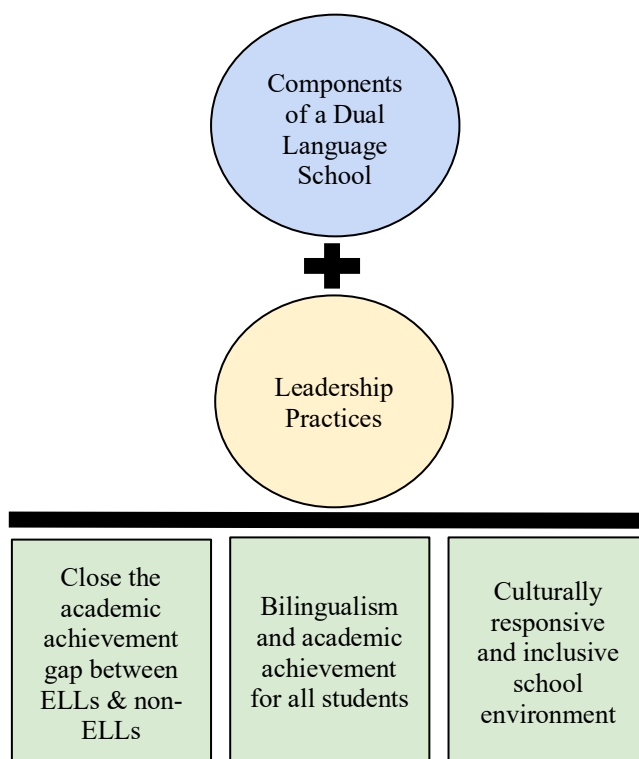 Components
of a Dual
Language
School
Leadership
Practices
Close the
academic
achievement
gap between
ELLs & non-
ELLs
Bilingualism
and academic
achievement
for all students
Culturally
responsive
and inclusive
school
environment